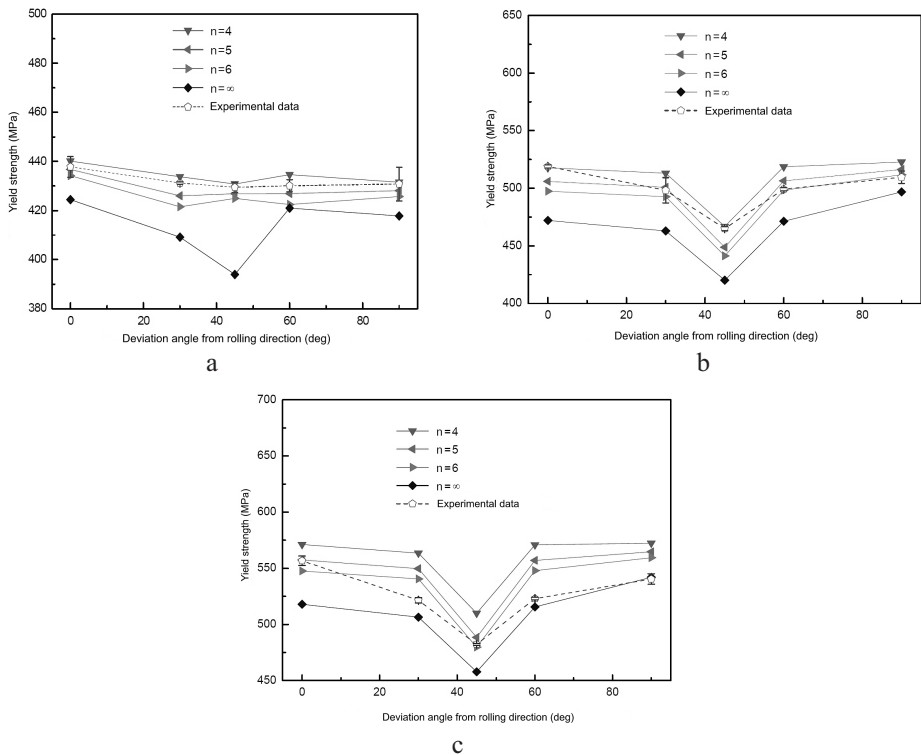 500
480
460
440
420
400
380
Yield strength (MPa)
n=4
n=5
n=6
n=∞
Experimental data
0 20 40 60 80
Deviation angle from rolling direction (deg)
a
650
600
550
500
450
400
Yield strength (MPa)
n=4
n=5
n=6
n=∞
Experimental data
0 20 40 60 80
Deviation angle from rolling direction (deg)
b
700
650
600
550
500
450
Yield strength (MPa)
n=4
n=5
n=6
n=∞
Experimental data
0 20 40 60 80
Deviation angle from rolling direction (deg)
c